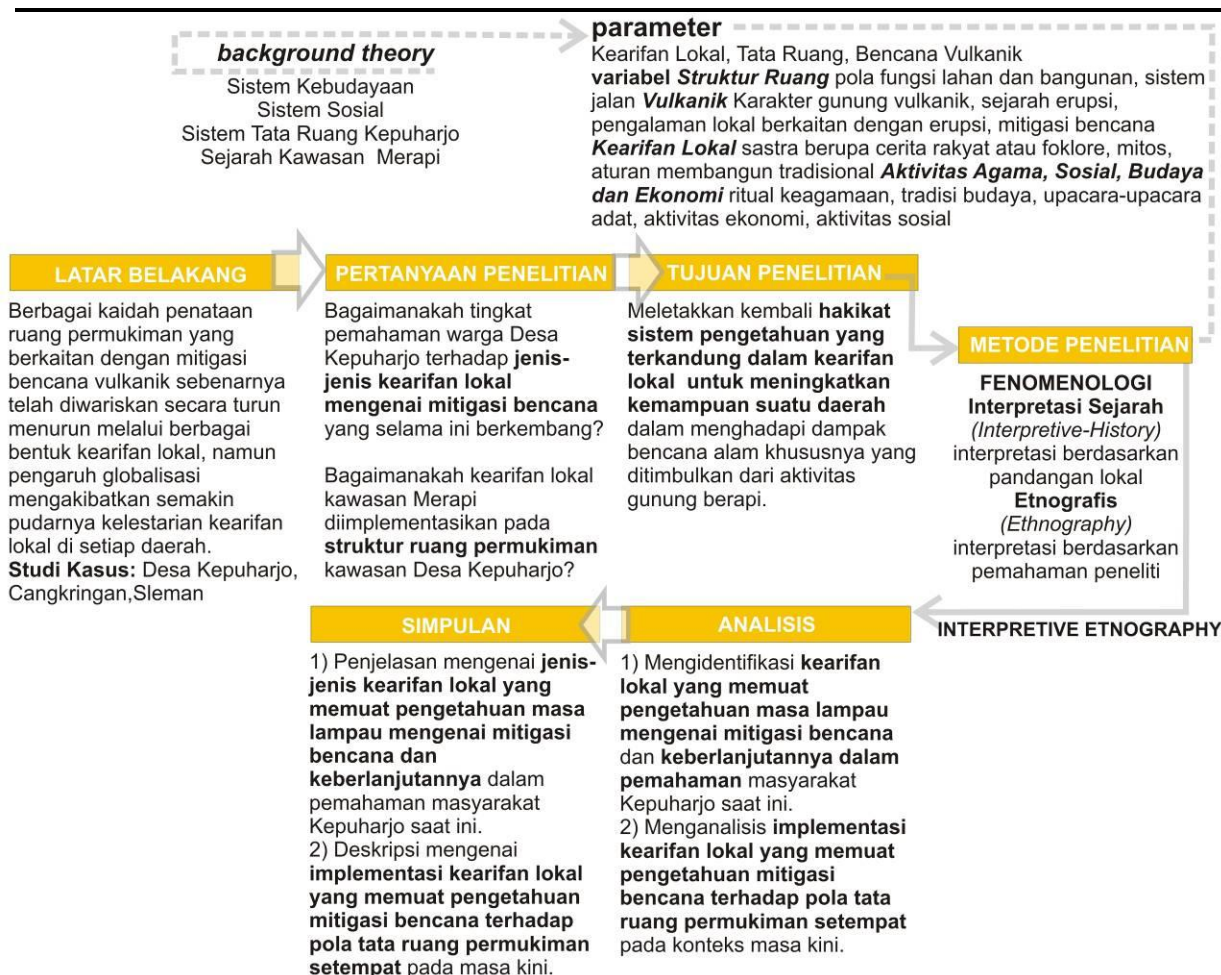 background theory
Sistem Kebudayaan
Sistem Sosial
Sistem Tata Ruang Kepuharjo
Sejarah Kawasan Merapi
parameter
Kearifan Lokal, Tata Ruang, Bencana Vulkanik
variabel Struktur Ruang pola fungsi lahan dan bangunan, sistem
jalan Vulkanik Karakter gunung vulkanik, sejarah erupsi,
pengalaman lokal berkaitan dengan erupsi, mitigasi bencana
Kearifan Lokal sastra berupa cerita rakyat atau foklore, mitos,
aturan membangun tradisional Aktivitas Agama, Sosial, Budaya
dan Ekonomi ritual keagamaan, tradisi budaya, upacara-upacara
adat, aktivitas ekonomi, aktivitas sosial
LATAR BELAKANG
Berbagai kaidah penataan
ruang permukiman yang
berkaitan dengan mitigasi
bencana vulkanik sebenarnya
telah diwariskan secara turun
menurun melalui berbagai
bentuk kearifan lokal, namun
pengaruh globalisasi
mengakibatkan semakin
pudarnya kelestarian kearifan
lokal di setiap daerah.
Studi Kasus: Desa Kepuharjo,
Cangkringan,Sleman
PERTANYAAN PENELITIAN
Bagaimanakah tingkat
pemahaman warga Desa
Kepuharjo terhadap jenis-
jenis kearifan lokal
mengenai mitigasi bencana
yang selama ini berkembang?
Bagaimanakah kearifan lokal
kawasan Merapi
diimplementasikan pada
struktur ruang permukiman
kawasan Desa Kepuharjo?
TUJUAN PENELITIAN
Meletakkan kembali hakikat
sistem pengetahuan yang
terkandung dalam kearifan
lokal untuk meningkatkan
kemampuan suatu daerah
dalam menghadapi dampak
bencana alam khususnya yang
ditimbulkan dari aktivitas
gunung berapi.
METODE PENELITIAN
FENOMENOLOGI
Interpretasi Sejarah
(Interpretive-History)
interpretasi berdasarkan
pandangan lokal
Etnografis
(Ethnography)
interpretasi berdasarkan
pemahaman peneliti
INTERPRETIVE ETNOGRAPHY
ANALISIS
1) Mengidentifikasi kearifan
lokal yang memuat
pengetahuan masa lampau
mengenai mitigasi bencana
dan keberlanjutannya dalam
pemahaman masyarakat
Kepuharjo saat ini.
2) Menganalisis implementasi
kearifan lokal yang memuat
pengetahuan mitigasi
bencana terhadap pola tata
ruang permukiman setempat
pada konteks masa kini.
SIMPULAN
1) Penjelasan mengenai jenis-
jenis kearifan lokal yang
memuat pengetahuan masa
lampau mengenai mitigasi
bencana dan
keberlanjutannya dalam
pemahaman masyarakat
Kepuharjo saat ini.
2) Deskripsi mengenai
implementasi kearifan lokal
yang memuat pengetahuan
mitigasi bencana terhadap
pola tata ruang permukiman
setempat pada masa kini.